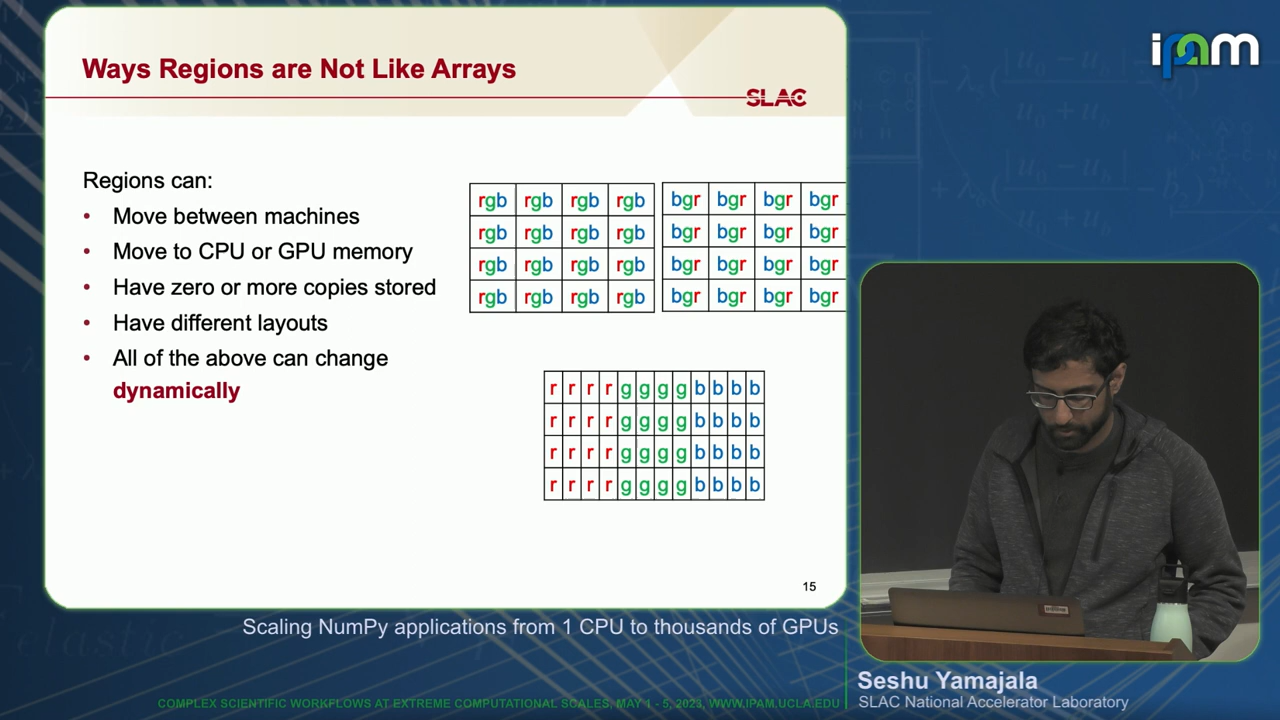 Ways Regions are Not Like Arrays
SLAC
ipam
Regions can:
• Move between machines
• Move to CPU or GPU memory
• Have zero or more copies stored
• Have different layouts
• All of the above can change
dynamically
rgb rgb rgb rgb
rgb rgb rgb rgb
rgb rgb rgb rgb
rgb rgb rgb rgb
bgr bgr bgr bgr
bgr bgr bgr bgr
bgr bgr bgr bgr
bgr bgr bgr bgr
r r r r g g g g b b b b
r r r r g g g g b b b b
r r r r g g g g b b b b
r r r r g g g g b b b b
15
Scaling NumPy applications from 1 CPU to thousands of GPUs
Seshu Yamajala
SLAC National Accelerator Laboratory
COMPLEX SCIENTIFIC WORKFLOWS AT EXTREME COMPUTATIONAL SCALES, MAY 1 - 5, 2023, WWW.IPAM.UCLA.EDU